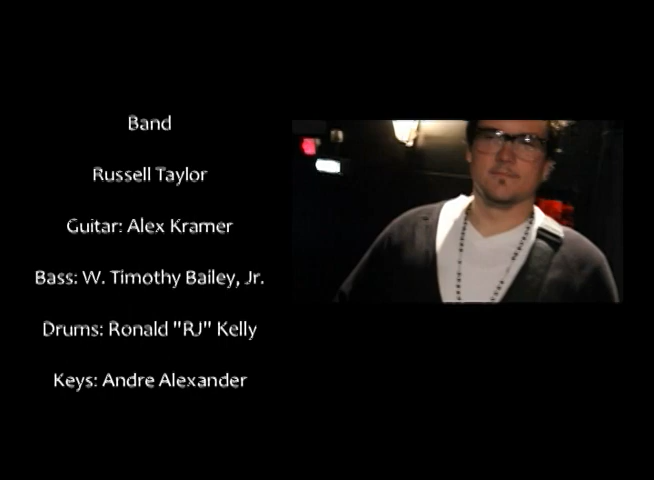 Band
Russell Taylor
Guitar: Alex Kramer
Bass: W. Timothy Bailey, Jr.
Drums: Ronald "RJ" Kelly
Keys: Andre Alexander